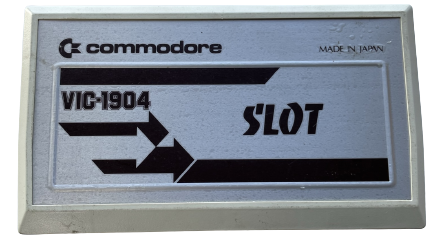 commodore
MADE IN JAPAN
VIC-1904
SLOT